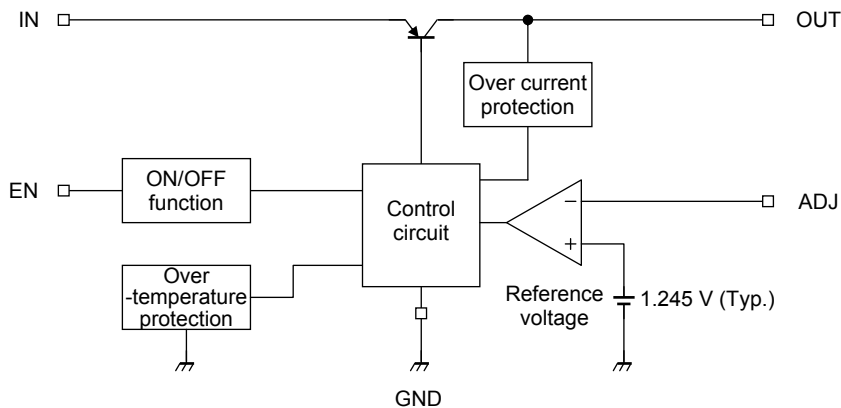 IN
OUT
Over current
protection
EN
ON/OFF
function
Control
circuit
−
+
ADJ
Over
-temperature
protection
Reference
voltage
1.245 V (Typ.)
GND